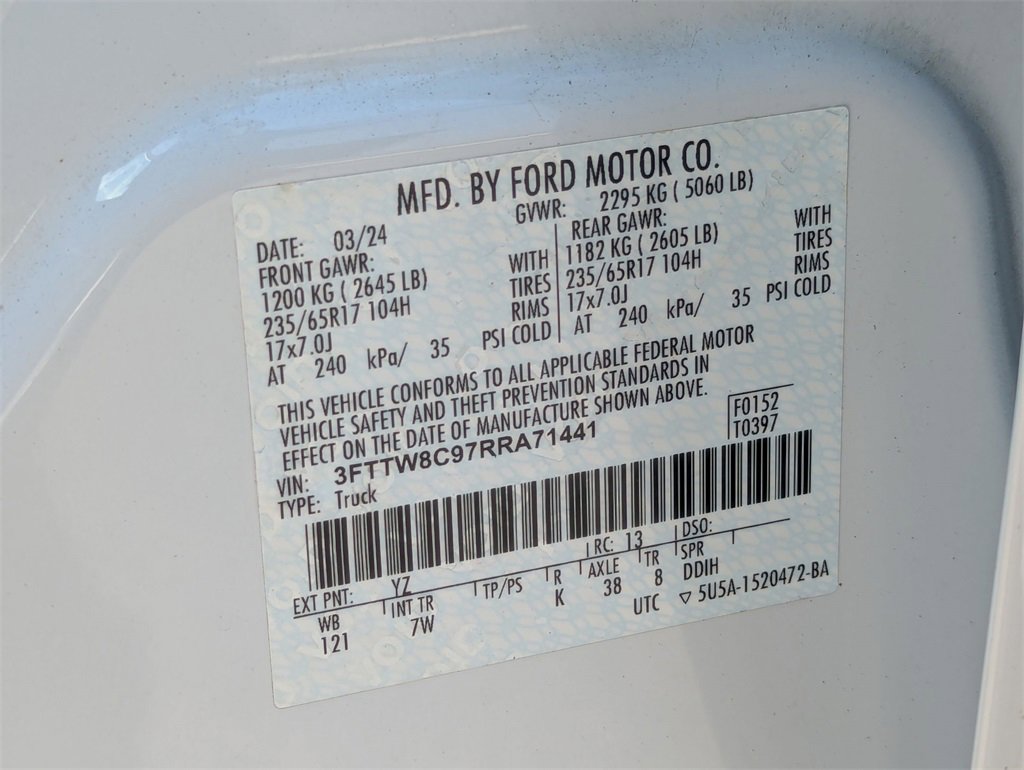 MFD. BY FORD MOTOR CO.
DATE: 03/24 GVWR: 2295 KG ( 5060 LB)
FRONT GAWR: REAR GAWR:
1200 KG ( 2645 LB) WITH 1182 KG ( 2605 LB) WITH
235/65R17 104H TIRES 235/65R17 104H TIRES
17x7.0J RIMS 17x7.0J RIMS
AT 240 kPa/ 35 PSI COLD AT 240 kPa/ 35 PSI COLD
THIS VEHICLE CONFORMS TO ALL APPLICABLE FEDERAL MOTOR
VEHICLE SAFETY AND THEFT PREVENTION STANDARDS IN
EFFECT ON THE DATE OF MANUFACTURE SHOWN ABOVE.
VIN: 3FTTW8C97RRA71441 F0152
TYPE: Truck T0397
EXT PNT: YZ RC: 13 DSO:
WB INT TR TP/PS R AXLE TR SPR
121 7W K 38 8 DDIH
UTC ▽ 5U5A-1520472-BA